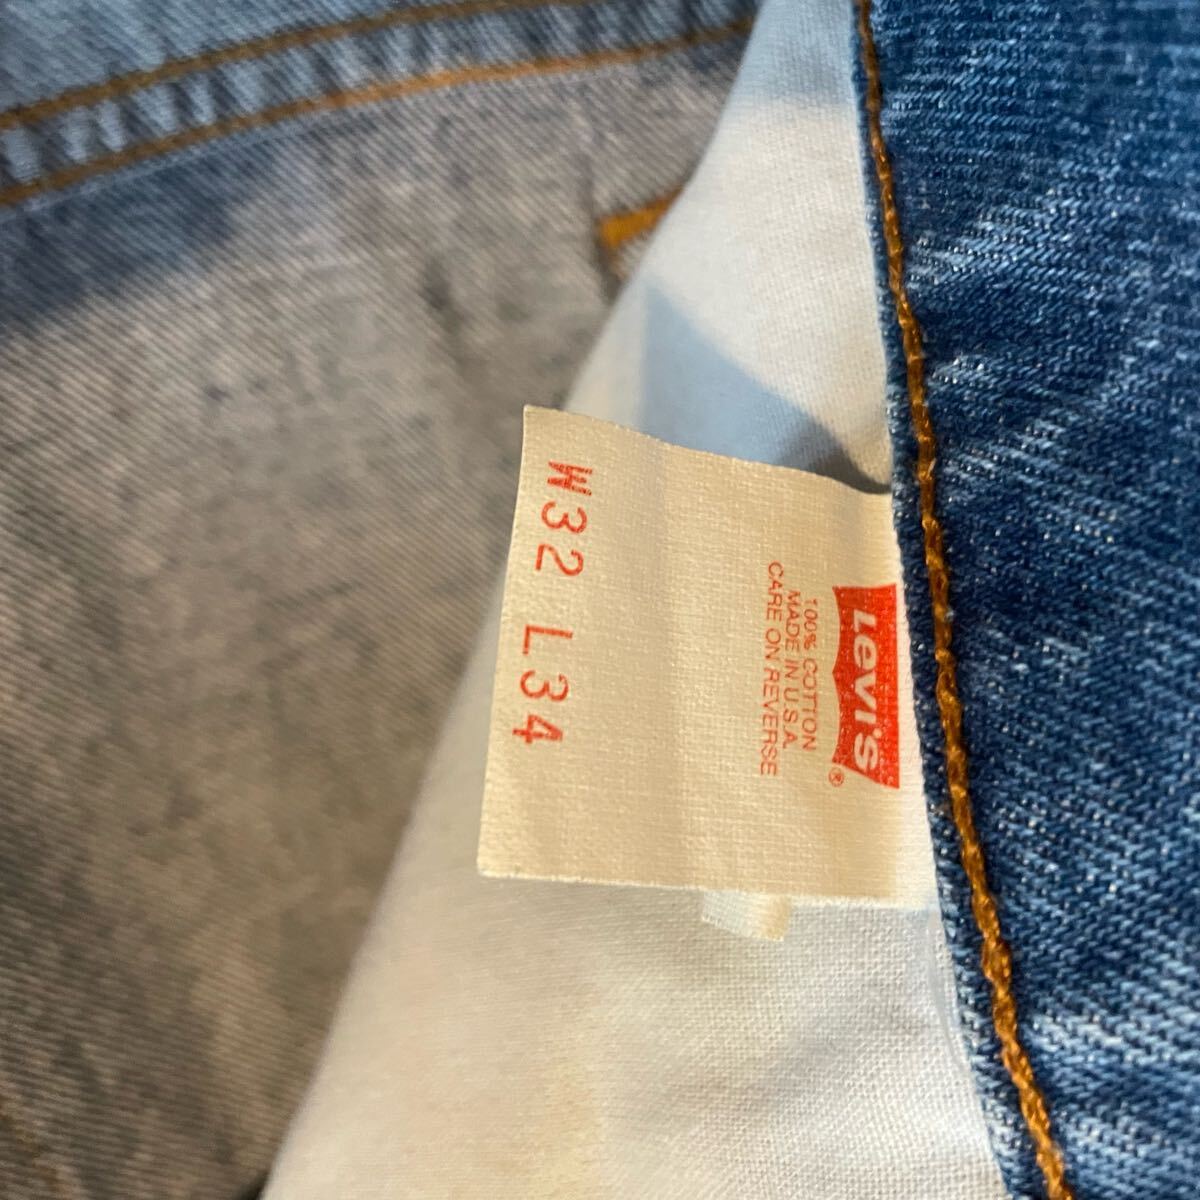 Levi's®
100% COTTON
MADE IN U.S.A.
CARE ON REVERSE
W32 L34